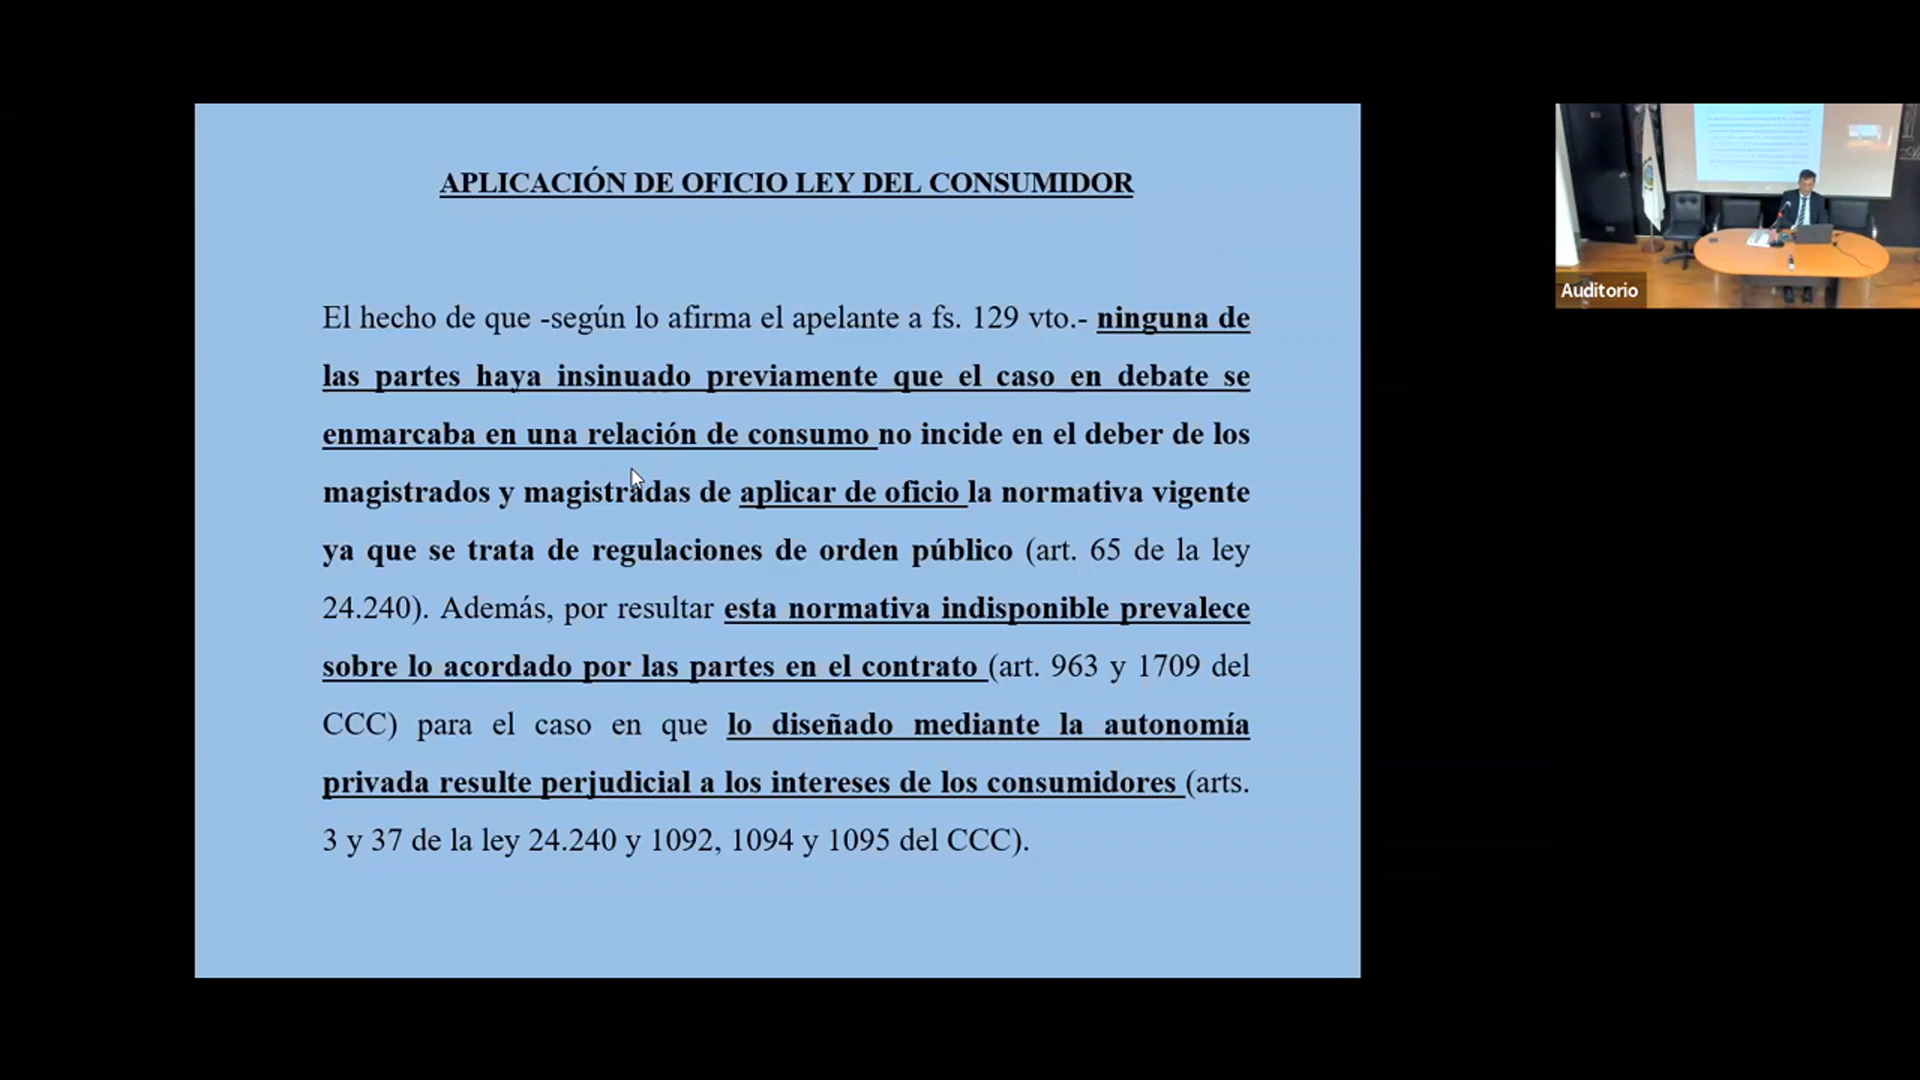 APLICACIÓN DE OFICIO LEY DEL CONSUMIDOR
El hecho de que -según lo afirma el apelante a fs. 129 vto.- ninguna de
las partes haya insinuado previamente que el caso en debate se
enmarcaba en una relación de consumo no incide en el deber de los
magistrados y magistradas de aplicar de oficio la normativa vigente
ya que se trata de regulaciones de orden público (art. 65 de la ley
24.240). Además, por resultar esta normativa indisponible prevalece
sobre lo acordado por las partes en el contrato (art. 963 y 1709 del
CCC) para el caso en que lo diseñado mediante la autonomía
privada resulte perjudicial a los intereses de los consumidores (arts.
3 y 37 de la ley 24.240 y 1092, 1094 y 1095 del CCC).
Auditorio